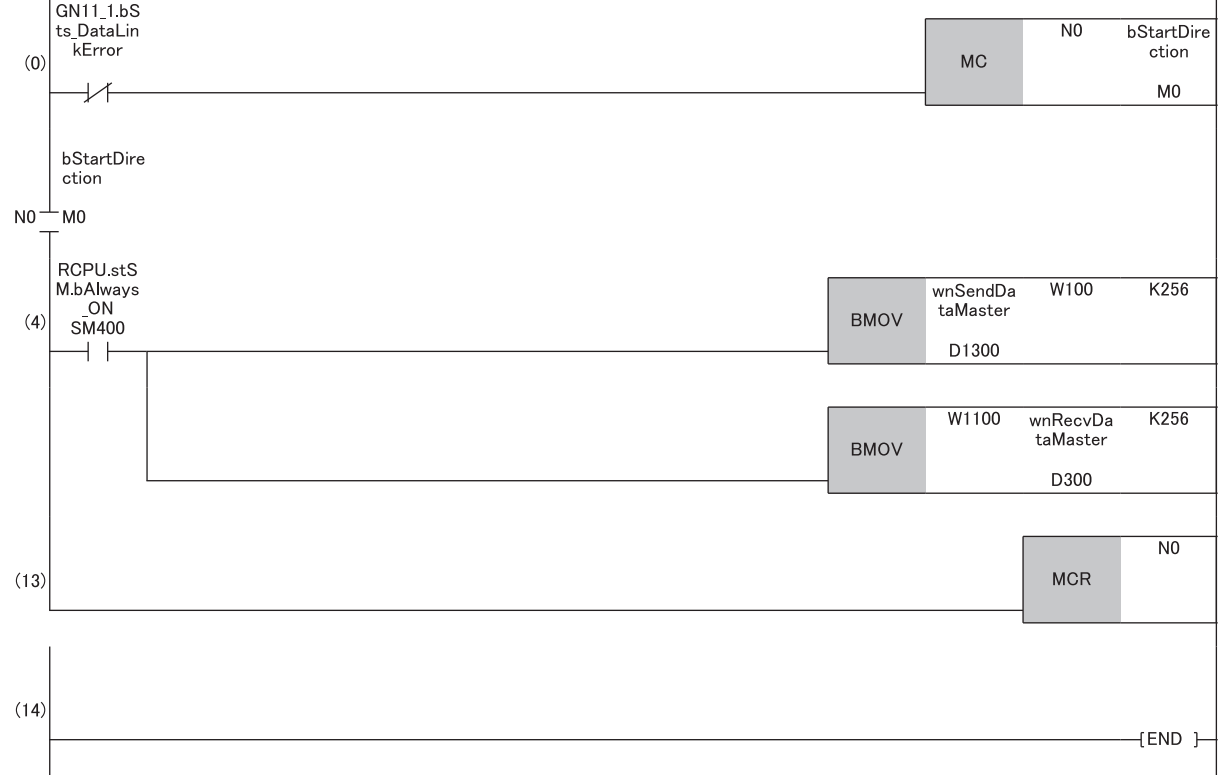 GN11_1.bS
ts_DataLin
kError
(0)
MC
N0
bStartDire
ction
M0
bStartDire
ction
N0
M0
RCPU.stS
M.bAlways
_ON
SM400
(4)
BMOV
wnSendDa
taMaster
D1300
W100
K256
BMOV
W1100
wnRecvDa
taMaster
D300
K256
(13)
MCR
N0
(14)
[END ]